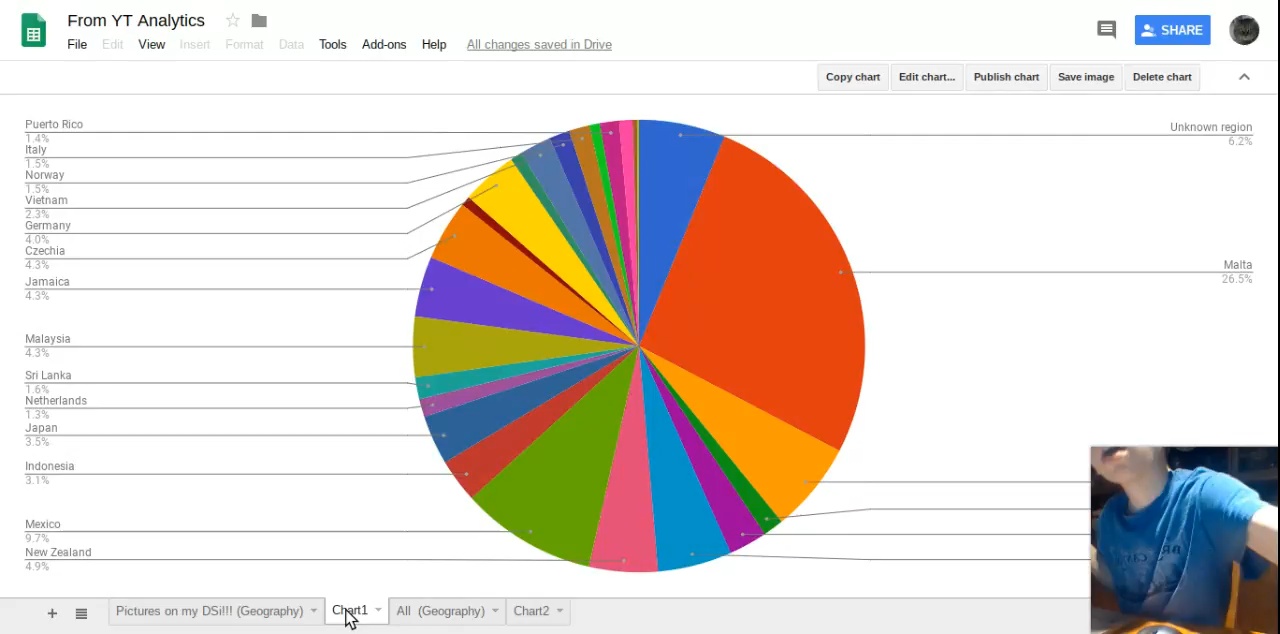 From YT Analytics
File Edit View Insert Format Data Tools Add-ons Help All changes saved in Drive
SHARE
Copy chart Edit chart... Publish chart Save image Delete chart
Puerto Rico
1.4%
Italy
1.5%
Norway
1.5%
Vietnam
2.3%
Germany
4.0%
Czechia
4.3%
Jamaica
4.3%
Malaysia
4.3%
Sri Lanka
1.6%
Netherlands
1.3%
Japan
3.5%
Indonesia
3.1%
Mexico
9.7%
New Zealand
4.9%
Unknown region
6.2%
Malta
26.5%
Pictures on my DSi!!! (Geography) Chart1 All (Geography) Chart2